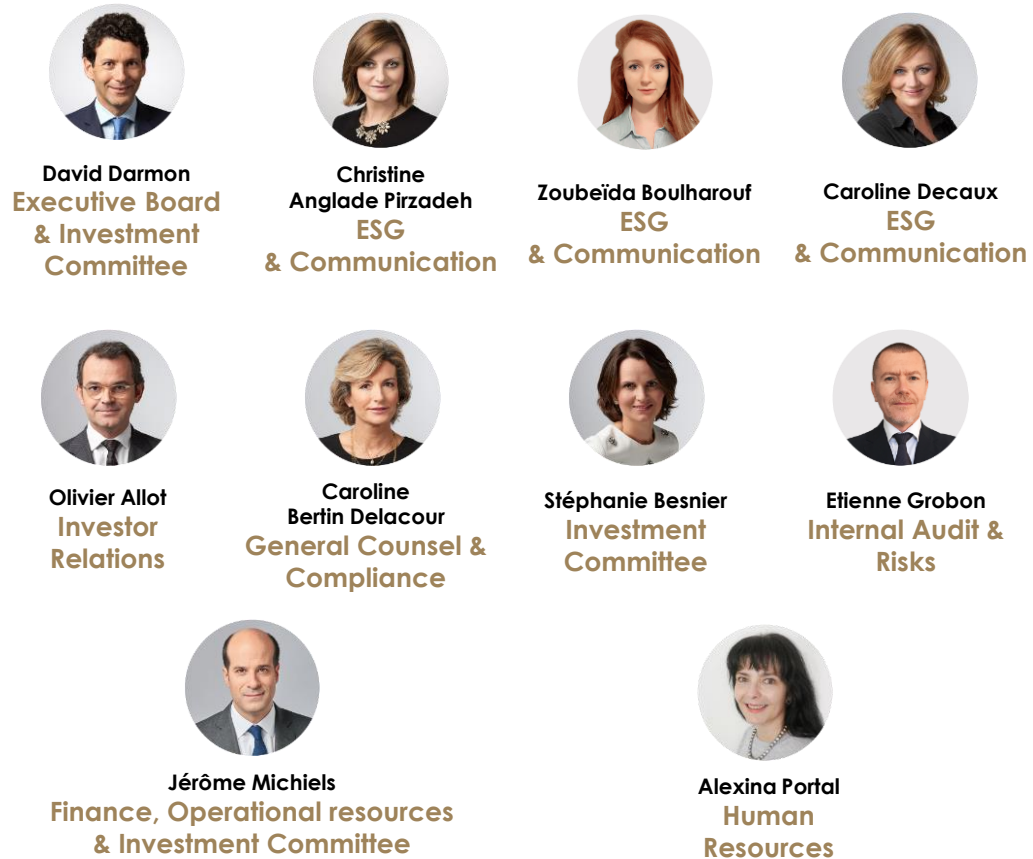 David Darmon
Executive Board
& Investment
Committee
Christine
Anglade Pirzadeh
ESG
& Communication
Zoubeïda Boulharouf
ESG
& Communication
Caroline Decaux
ESG
& Communication
Olivier Allot
Investor
Relations
Caroline
Bertin Delacour
General Counsel &
Compliance
Stéphanie Besnier
Investment
Committee
Etienne Grobon
Internal Audit &
Risks
Jérôme Michiels
Finance, Operational resources
& Investment Committee
Alexina Portal
Human
Resources